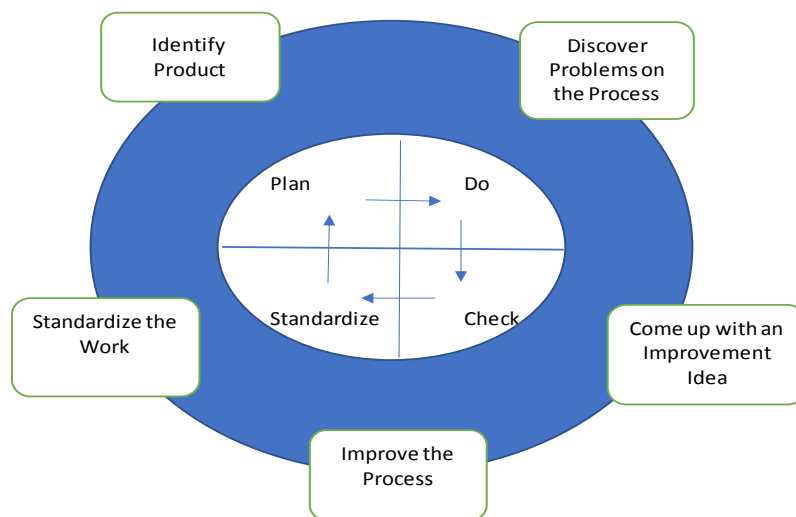 Identify
Product
Discover
Problems on
the Process
Plan
Do
Standardize
Check
Standardize the
Work
Come up with an
Improvement
Idea
Improve the
Process